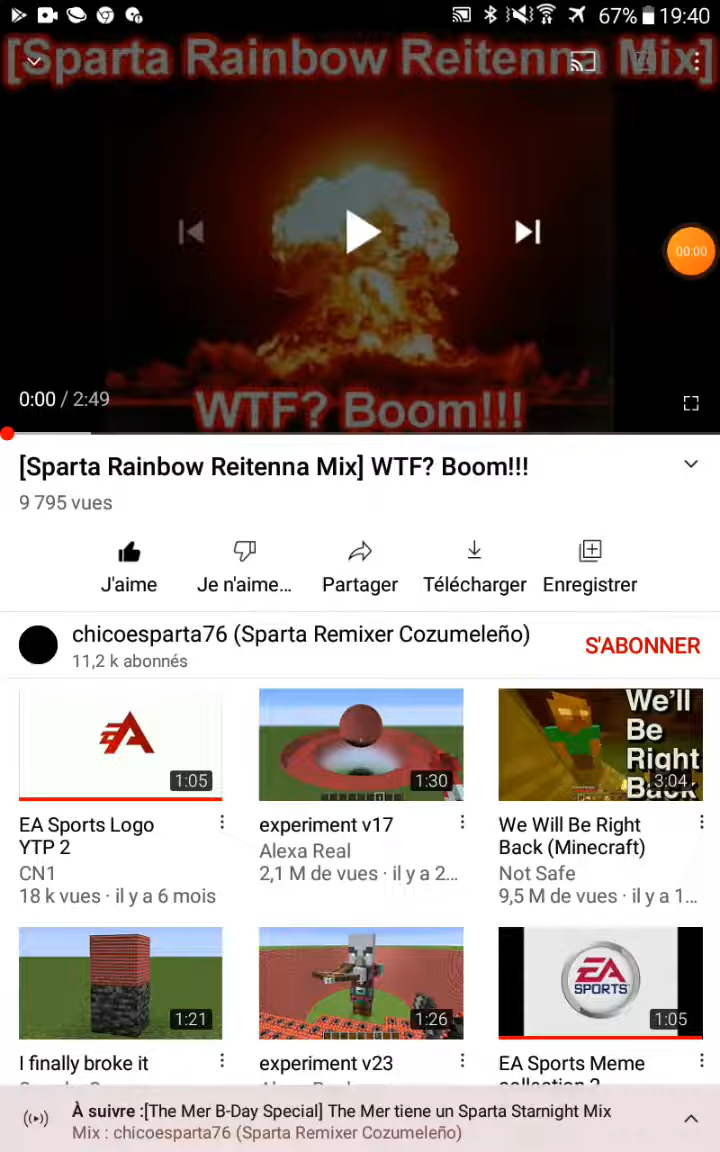 67% 19:40
[Sparta Rainbow Reitenna Mix]
00:00
0:00 / 2:49
WTF? Boom!!!
[Sparta Rainbow Reitenna Mix] WTF? Boom!!!
9 795 vues
J'aime Je n'aime... Partager Télécharger Enregistrer
chicoesparta76 (Sparta Remixer Cozumeleño)
11,2 k abonnés
S'ABONNER
1:05
EA Sports Logo
YTP 2
CN1
18 k vues · il y a 6 mois
1:30
experiment v17
Alexa Real
2,1 M de vues · il y a 2...
We'll
Be
Right
Back
3:04
We Will Be Right
Back (Minecraft)
Not Safe
9,5 M de vues · il y a 1...
1:21
I finally broke it
1:26
experiment v23
EA
SPORTS
1:05
EA Sports Meme
collection 2
À suivre :[The Mer B-Day Special] The Mer tiene un Sparta Starnight Mix
Mix : chicoesparta76 (Sparta Remixer Cozumeleño)